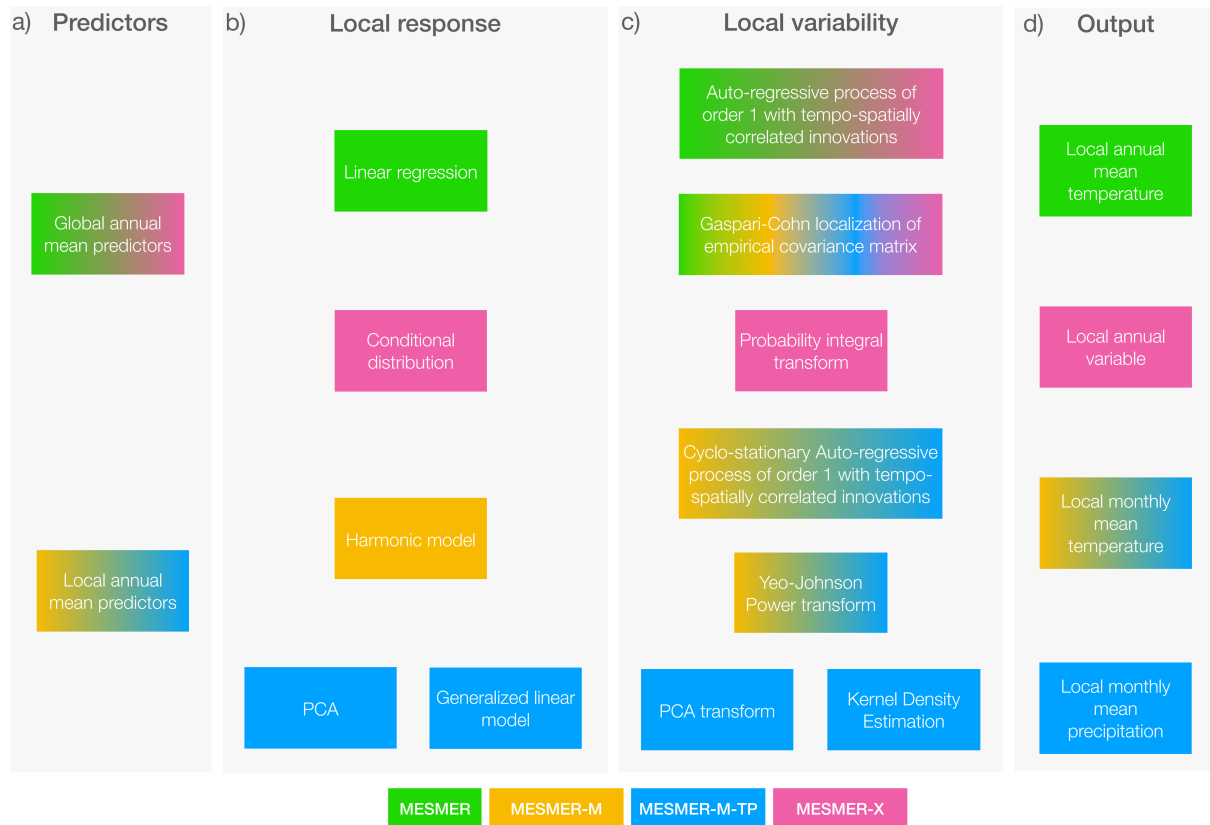 a) Predictors
Global annual
mean predictors
Local annual
mean predictors
b) Local response
Linear regression
Conditional
distribution
Harmonic model
PCA
Generalized linear
model
c) Local variability
Auto-regressive process of
order 1 with tempo-spatially
correlated innovations
Gaspari-Cohn localization of
empirical covariance matrix
Probability integral
transform
Cyclo-stationary Auto-regressive
process of order 1 with tempo-
spatially correlated innovations
Yeo-Johnson
Power transform
PCA transform
Kernel Density
Estimation
d) Output
Local annual
mean
temperature
Local annual
variable
Local monthly
mean
temperature
Local monthly
mean
precipitation
MESMER
MESMER-M
MESMER-M-TP
MESMER-X